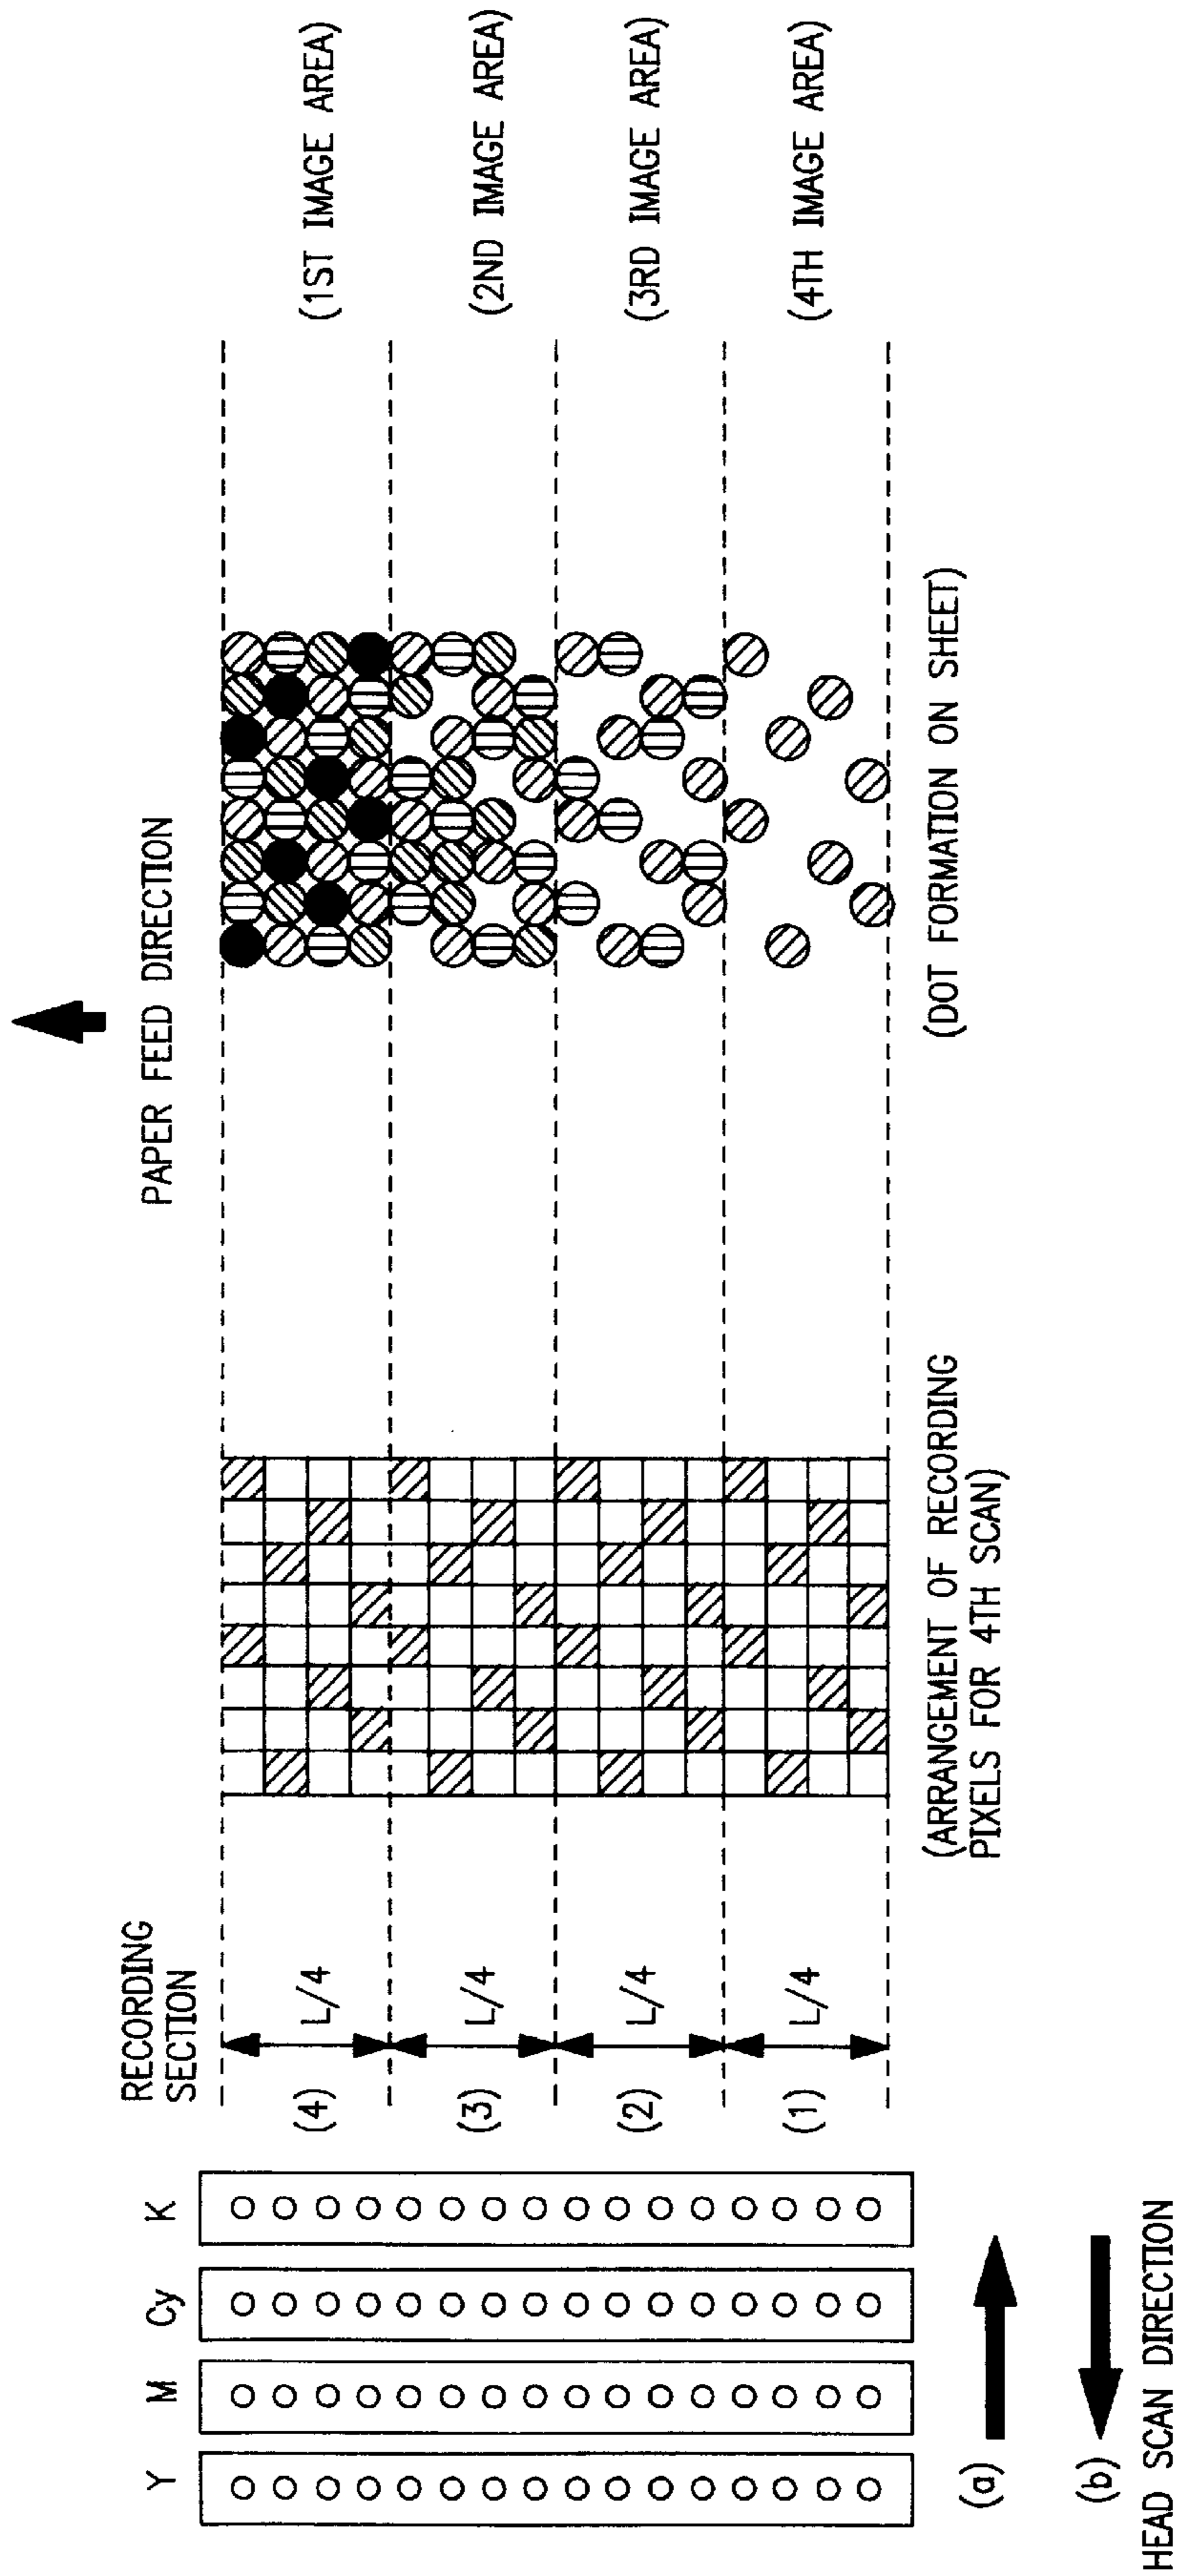 PAPER FEED DIRECTION
RECORDING
SECTION
Y M Cy K
(4) L/4
(1ST IMAGE AREA)
(3) L/4
(2ND IMAGE AREA)
(2) L/4
(3RD IMAGE AREA)
(1) L/4
(4TH IMAGE AREA)
(ARRANGEMENT OF RECORDING
PIXELS FOR 4TH SCAN)
(DOT FORMATION ON SHEET)
(a)
(b)
HEAD SCAN DIRECTION